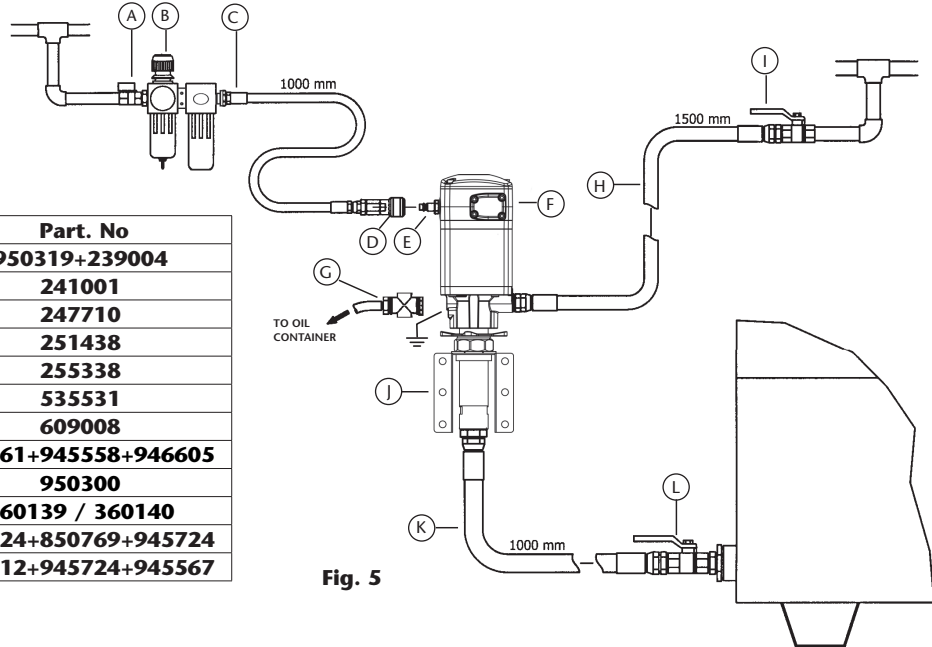 A
B
C
1000 mm
I
1500 mm
H
F
D
E
G
TO OIL
CONTAINER
J
L
K
1000 mm
Part. No
950319+239004
241001
247710
251438
255338
535531
609008
61+945558+946605
950300
60139 / 360140
24+850769+945724
12+945724+945567
Fig. 5